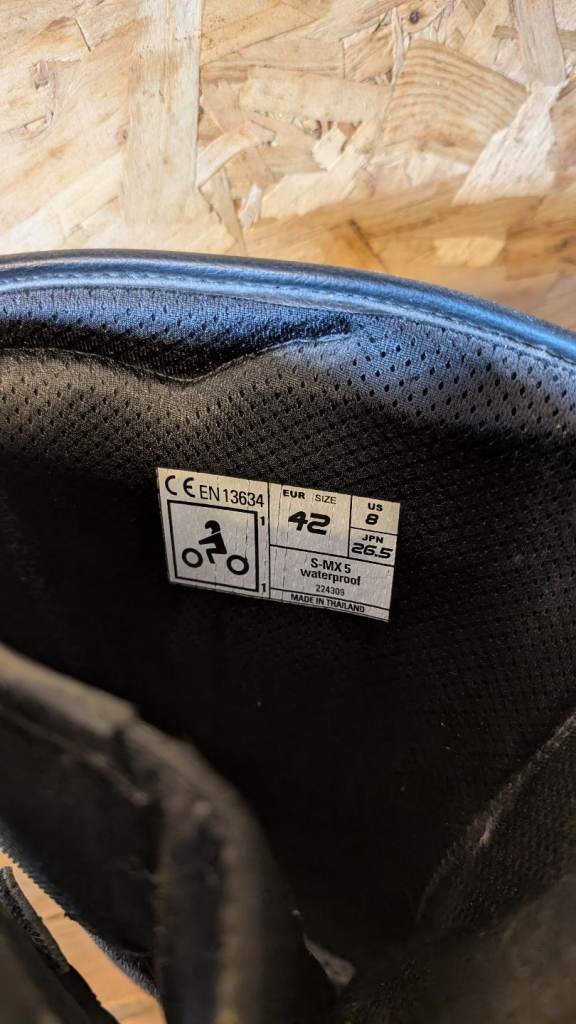 CE EN 13634
1
1
EUR SIZE
42
US
8
JPN
26.5
S-MX 5
waterproof
224309
MADE IN THAILAND